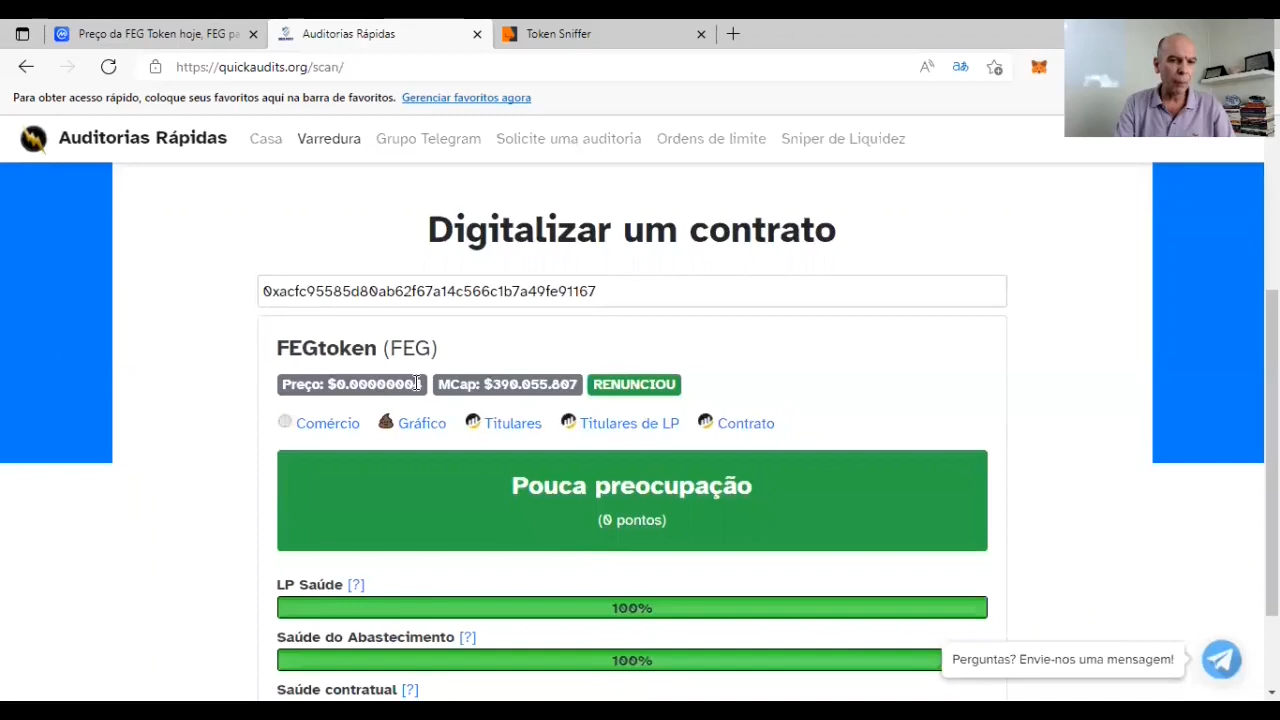 Preço da FEG Token hoje, FEG pa
Auditorias Rápidas
Token Sniffer
https://quickaudits.org/scan/
Para obter acesso rápido, coloque seus favoritos aqui na barra de favoritos. Gerenciar favoritos agora
Auditorias Rápidas
Casa Varredura Grupo Telegram Solicite uma auditoria Ordens de limite Sniper de Liquidez
Digitalizar um contrato
0xacfc95585d80ab62f67a14c566c1b7a49fe91167
FEGtoken (FEG)
Preço: MCap: $390.055.807 RENUNCIOU
Comércio Gráfico Titulares Titulares de LP Contrato
Pouca preocupação
(0 pontos)
LP Saúde [?]
100%
Saúde do Abastecimento [?]
100%
Perguntas? Envie-nos uma mensagem!
Saúde contratual [?]